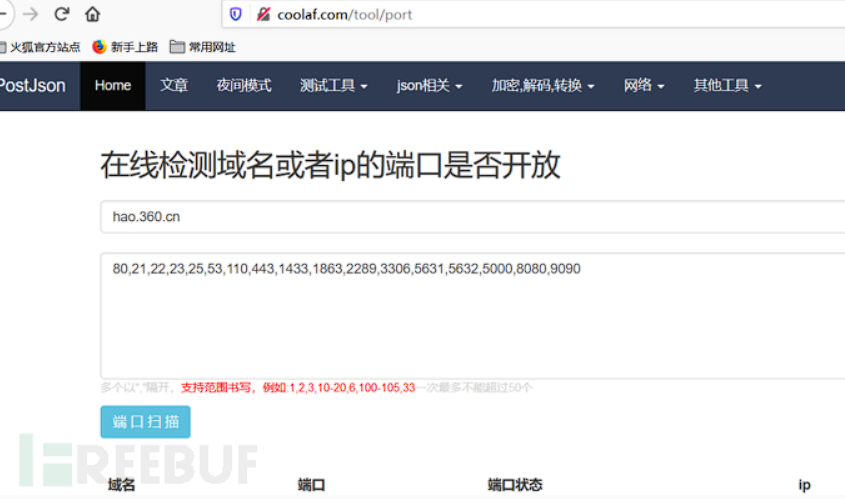 coolaf.com/tool/port
火狐官方站点 新手上路 常用网址
PostJson Home 文章 夜间模式 测试工具 json相关 加密,解码,转换 网络 其他工具
在线检测域名或者ip的端口是否开放
hao.360.cn
80,21,22,23,25,53,110,443,1433,1863,2289,3306,5631,5632,5000,8080,9090
多个以","隔开，支持范围书写，例如:1,2,3,10-20,6,100-105,33一次最多不能超过50个
端口扫描
FREEBUF
域名 端口 端口状态 ip